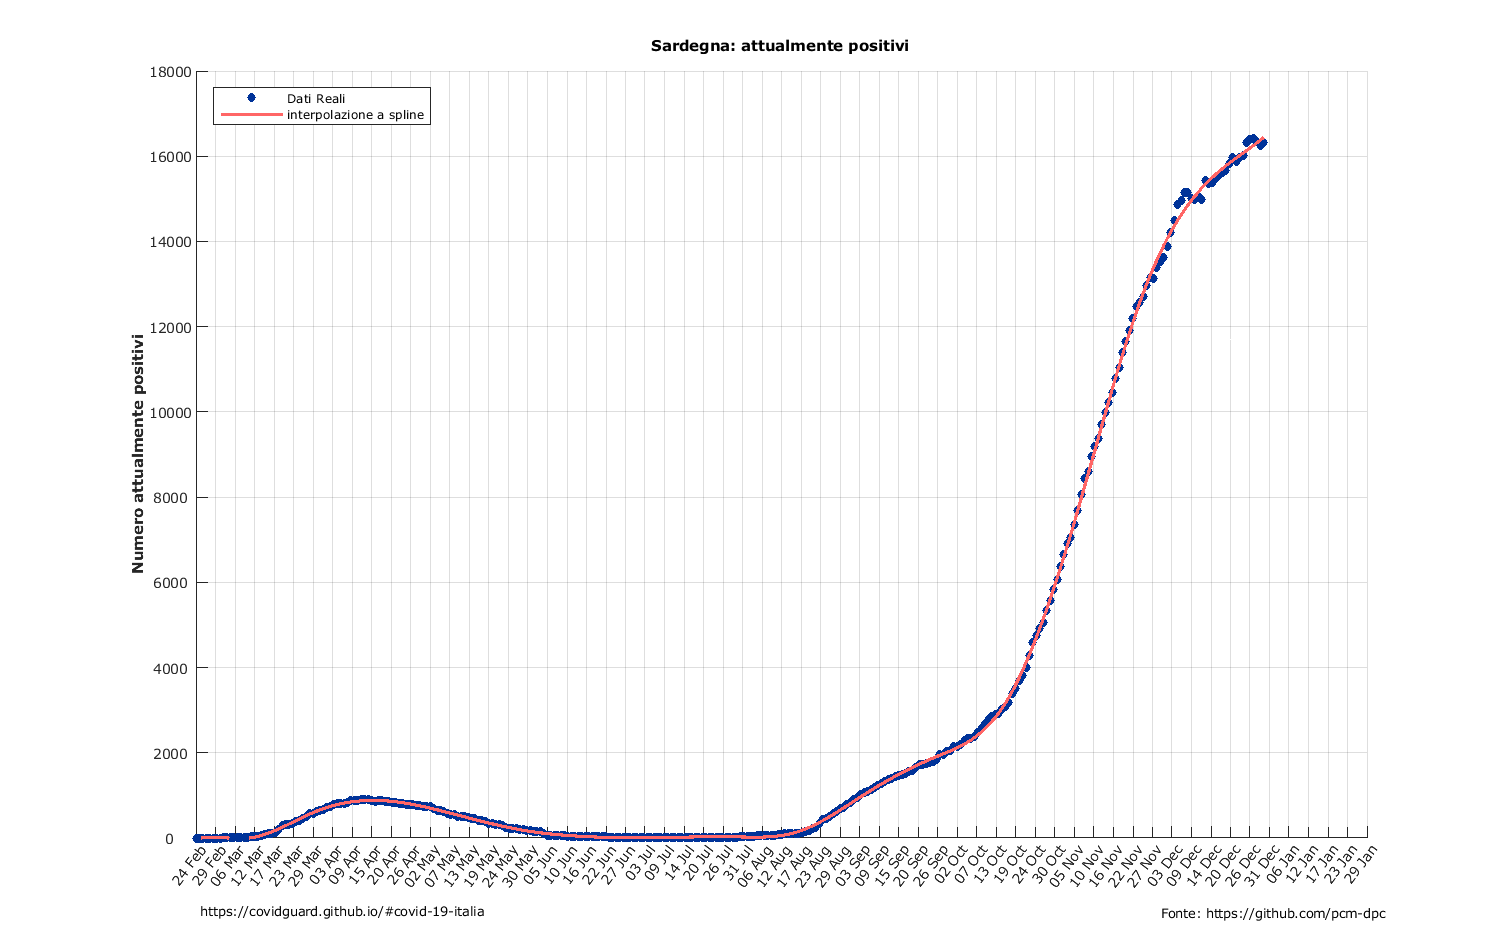 Sardegna: attualmente positivi
18000
16000
14000
12000
10000
8000
6000
4000
2000
0
Dati Reali
interpolazione a spline
Numero attualmente positivi
24 Feb
29 Feb
06 Mar
12 Mar
17 Mar
23 Mar
29 Mar
03 Apr
09 Apr
15 Apr
20 Apr
26 Apr
02 May
07 May
13 May
19 May
24 May
30 May
05 Jun
10 Jun
16 Jun
22 Jun
27 Jun
03 Jul
09 Jul
14 Jul
20 Jul
26 Jul
31 Jul
06 Aug
12 Aug
17 Aug
23 Aug
29 Aug
03 Sep
09 Sep
15 Sep
20 Sep
26 Sep
02 Oct
07 Oct
13 Oct
19 Oct
24 Oct
30 Oct
05 Nov
10 Nov
16 Nov
22 Nov
27 Nov
03 Dec
09 Dec
14 Dec
20 Dec
26 Dec
31 Dec
06 Jan
12 Jan
17 Jan
23 Jan
29 Jan
https://covidguard.github.io/#covid-19-italia
Fonte: https://github.com/pcm-dpc